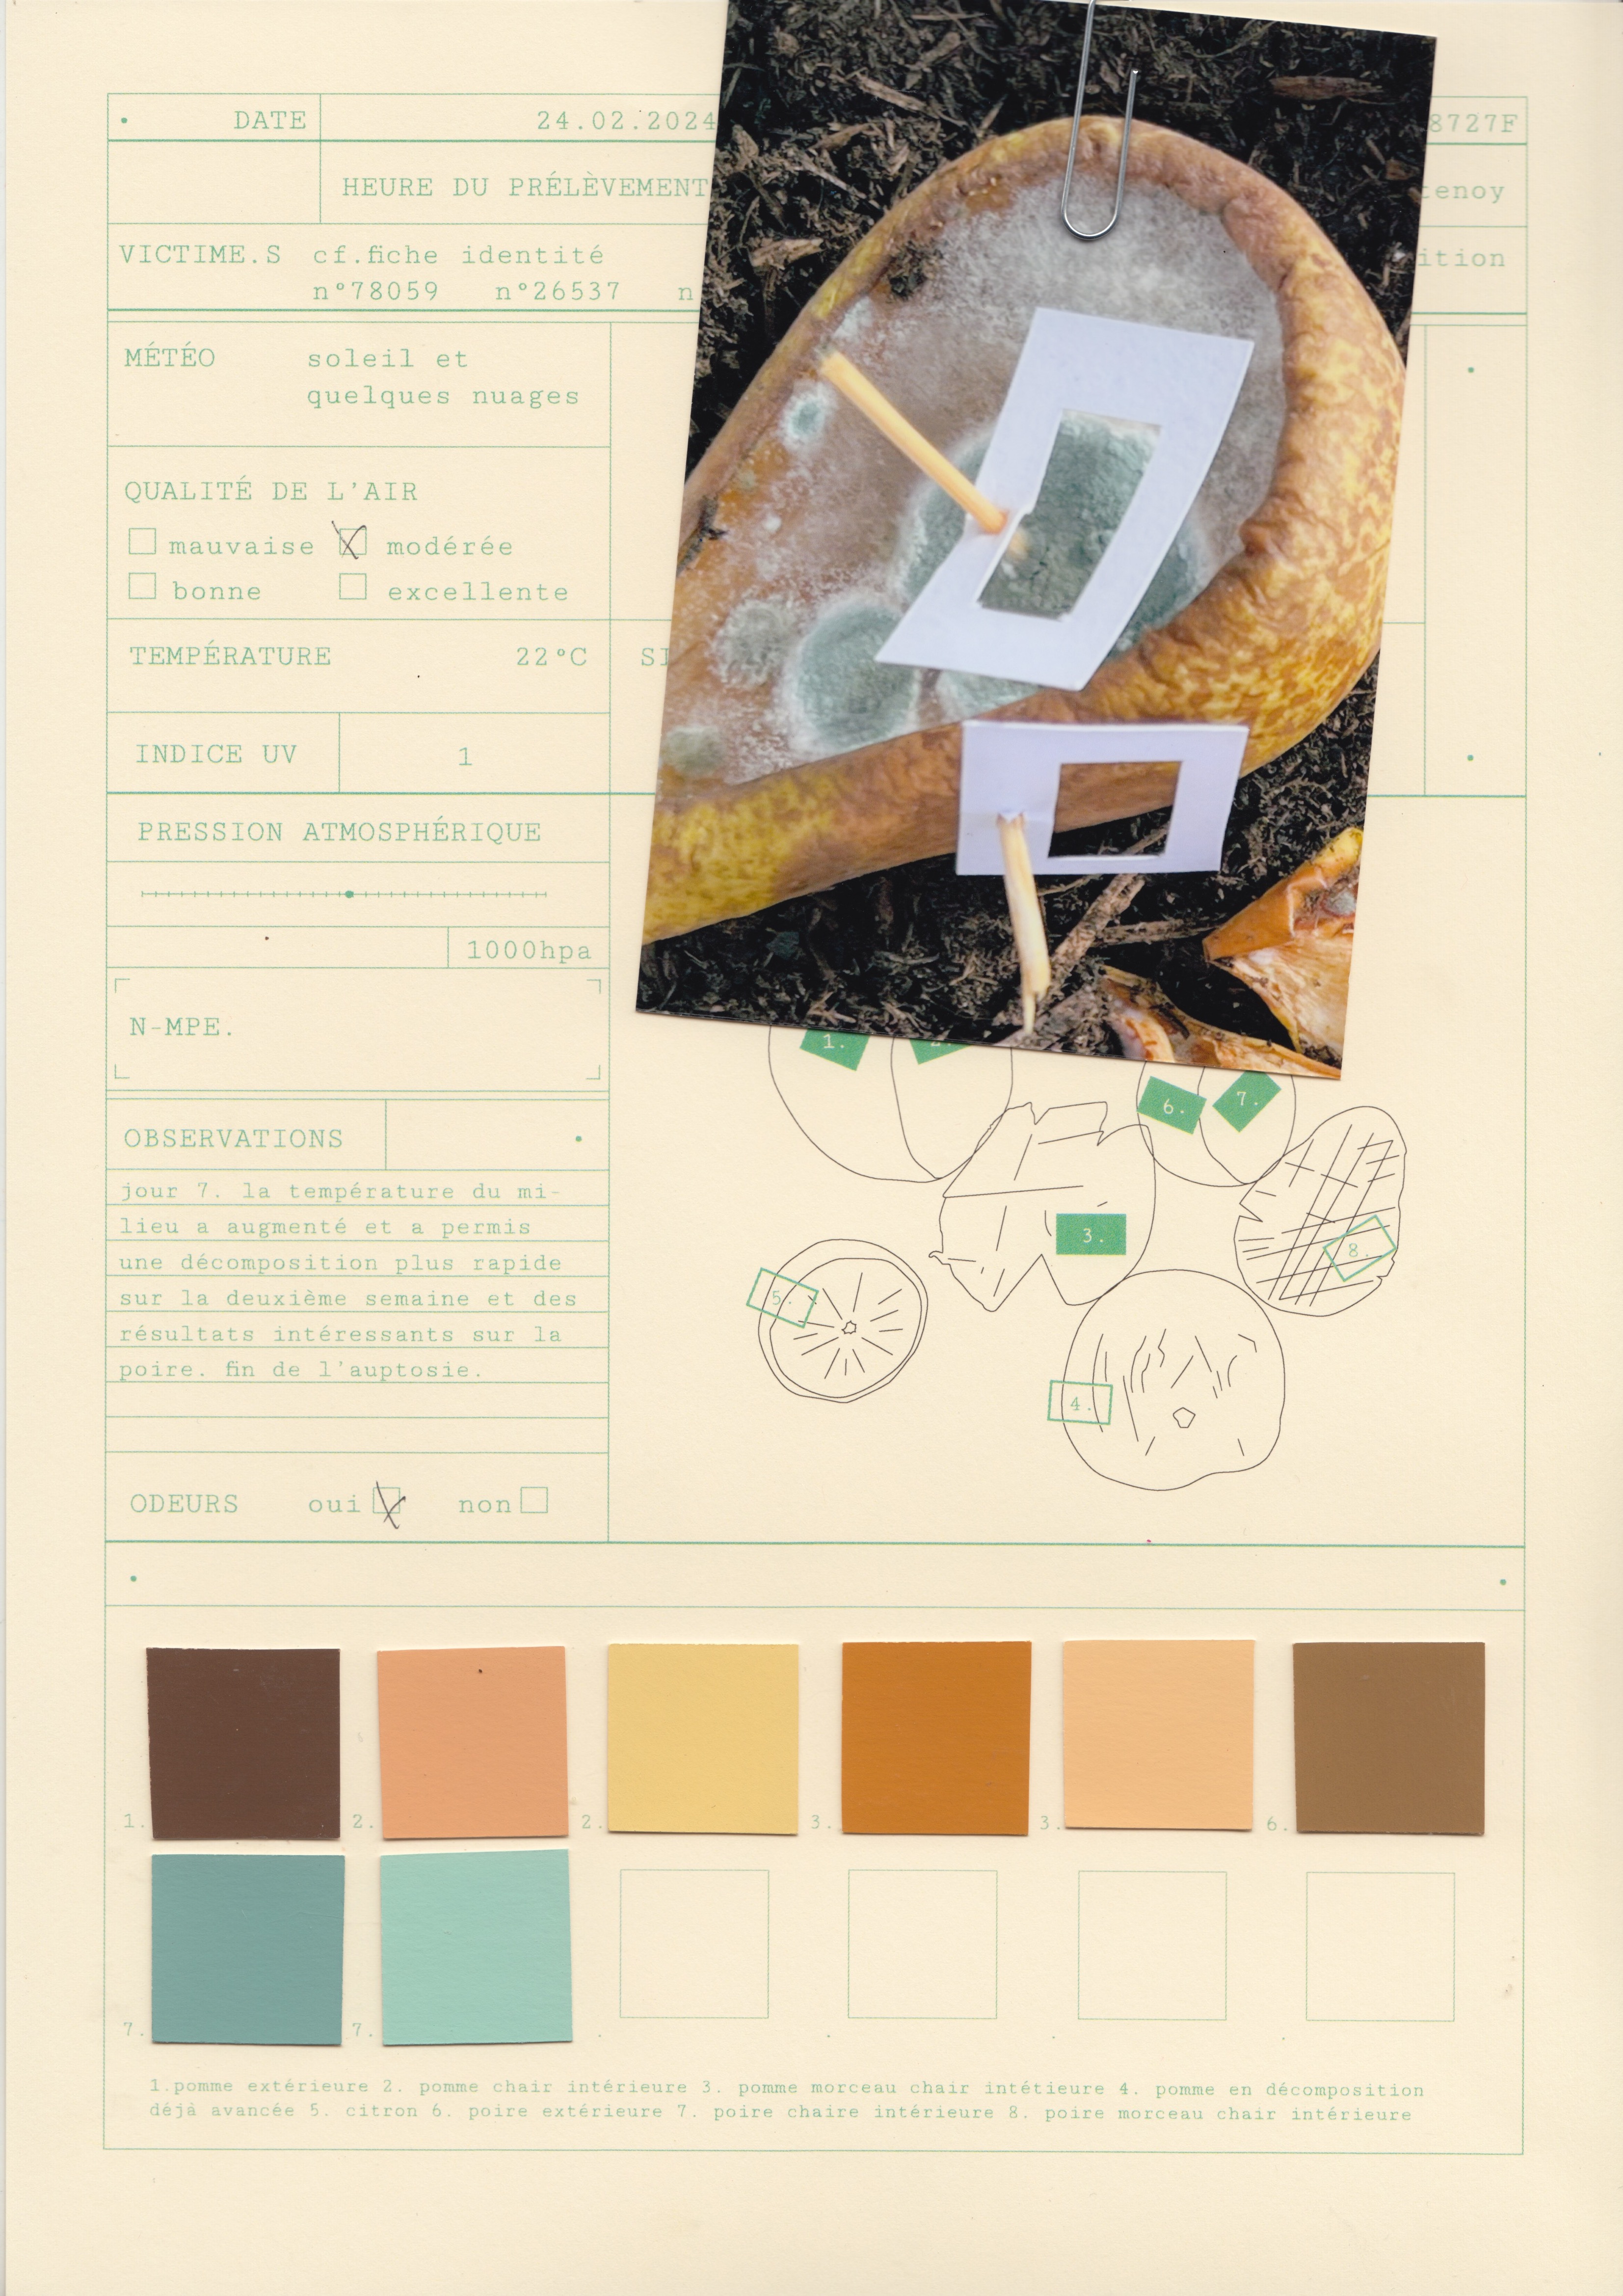 DATE 24.02.2024 8727F
HEURE DU PRÉLÈVEMENT
VICTIME.S cf.fiche identité
n°78059 n°26537 n
MÉTÉO soleil et
quelques nuages
QUALITÉ DE L'AIR
mauvaise modérée
bonne excellente
TEMPÉRATURE 22°C
INDICE UV 1
PRESSION ATMOSPHÉRIQUE
1000hpa
N-MPE.
OBSERVATIONS
jour 7. la température du mi-
lieu a augmenté et a permis
une décomposition plus rapide
sur la deuxième semaine et des
résultats intéressants sur la
poire. fin de l'auptosie.
ODEURS oui non
1. 2.
6. 7.
3.
8.
5.
4.
1. 2. 2. 3. 3. 6.
7. 7.
1.pomme extérieure 2. pomme chair intérieure 3. pomme morceau chair intétieure 4. pomme en décomposition
déjà avancée 5. citron 6. poire extérieure 7. poire chaire intérieure 8. poire morceau chair intérieure